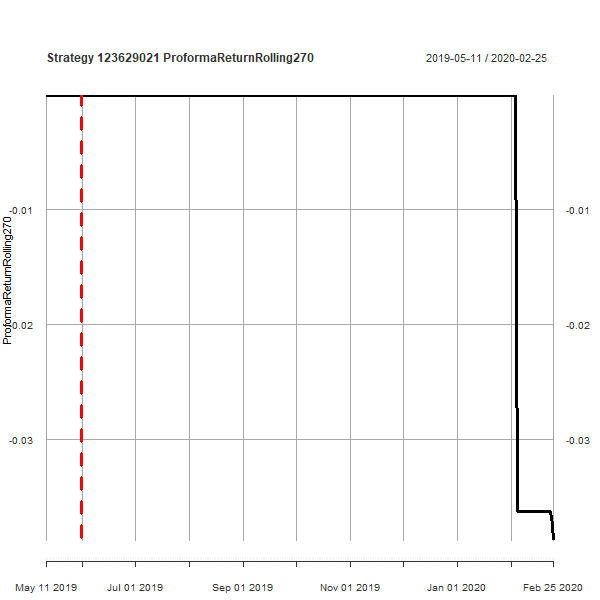 Strategy 123629021 ProformaReturnRolling270
2019-05-11 / 2020-02-25
ProformaReturnRolling270
-0.01
-0.01
-0.02
-0.02
-0.03
-0.03
May 11 2019
Jul 01 2019
Sep 01 2019
Nov 01 2019
Jan 01 2020
Feb 25 2020